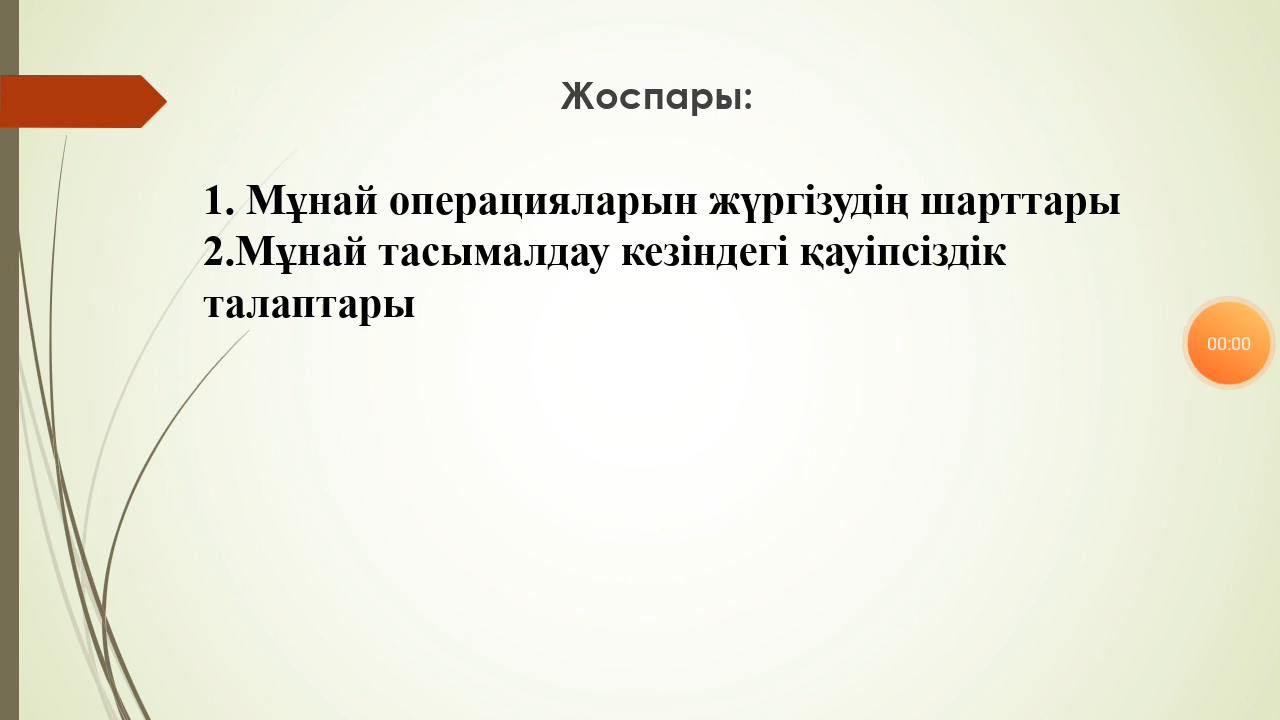 Жоспары:
1. Мұнай операцияларын жүргізудің шарттары
2.Мұнай тасымалдау кезіндегі қауіпсіздік
талаптары
00:00